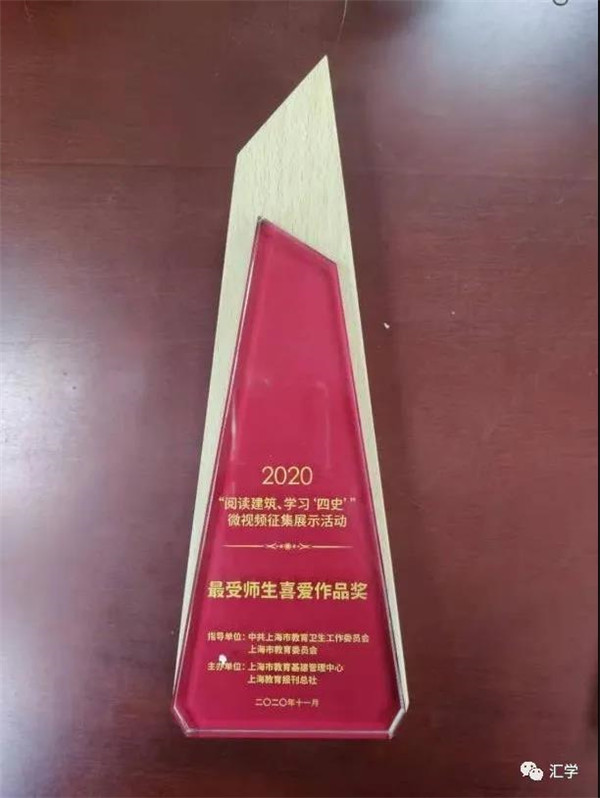 2020
“阅读建筑、学习‘四史’”
微视频征集展示活动
最受师生喜爱作品奖
指导单位：中共上海市教育卫生工作委员会
上海市教育委员会
主办单位：上海市教育基建管理中心
上海教育报刊总社
二〇二〇年十一月
汇学